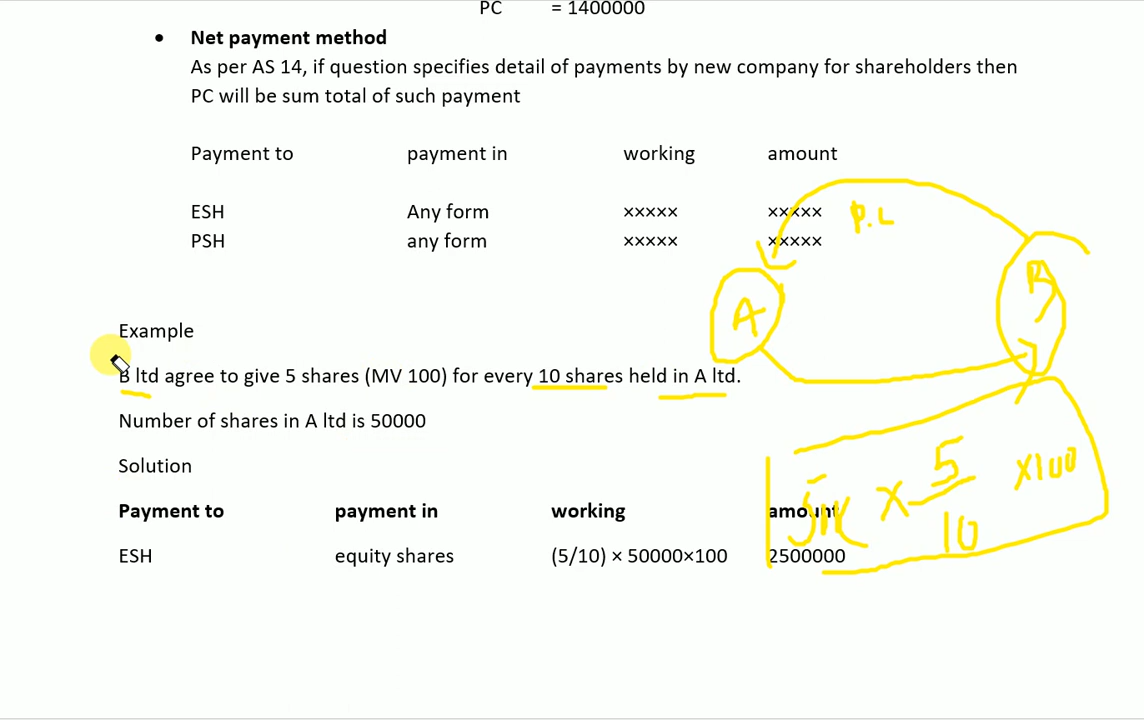 PC = 1400000
• Net payment method
As per AS 14, if question specifies detail of payments by new company for shareholders then
PC will be sum total of such payment
Payment to payment in working amount
ESH Any form ××××× ×××××
PSH any form ××××× ×××××
P.C
A
B
Example
B ltd agree to give 5 shares (MV 100) for every 10 shares held in A ltd.
Number of shares in A ltd is 50000
Solution
× 5/10 ×100
Payment to payment in working amount
ESH equity shares (5/10) × 50000×100 2500000